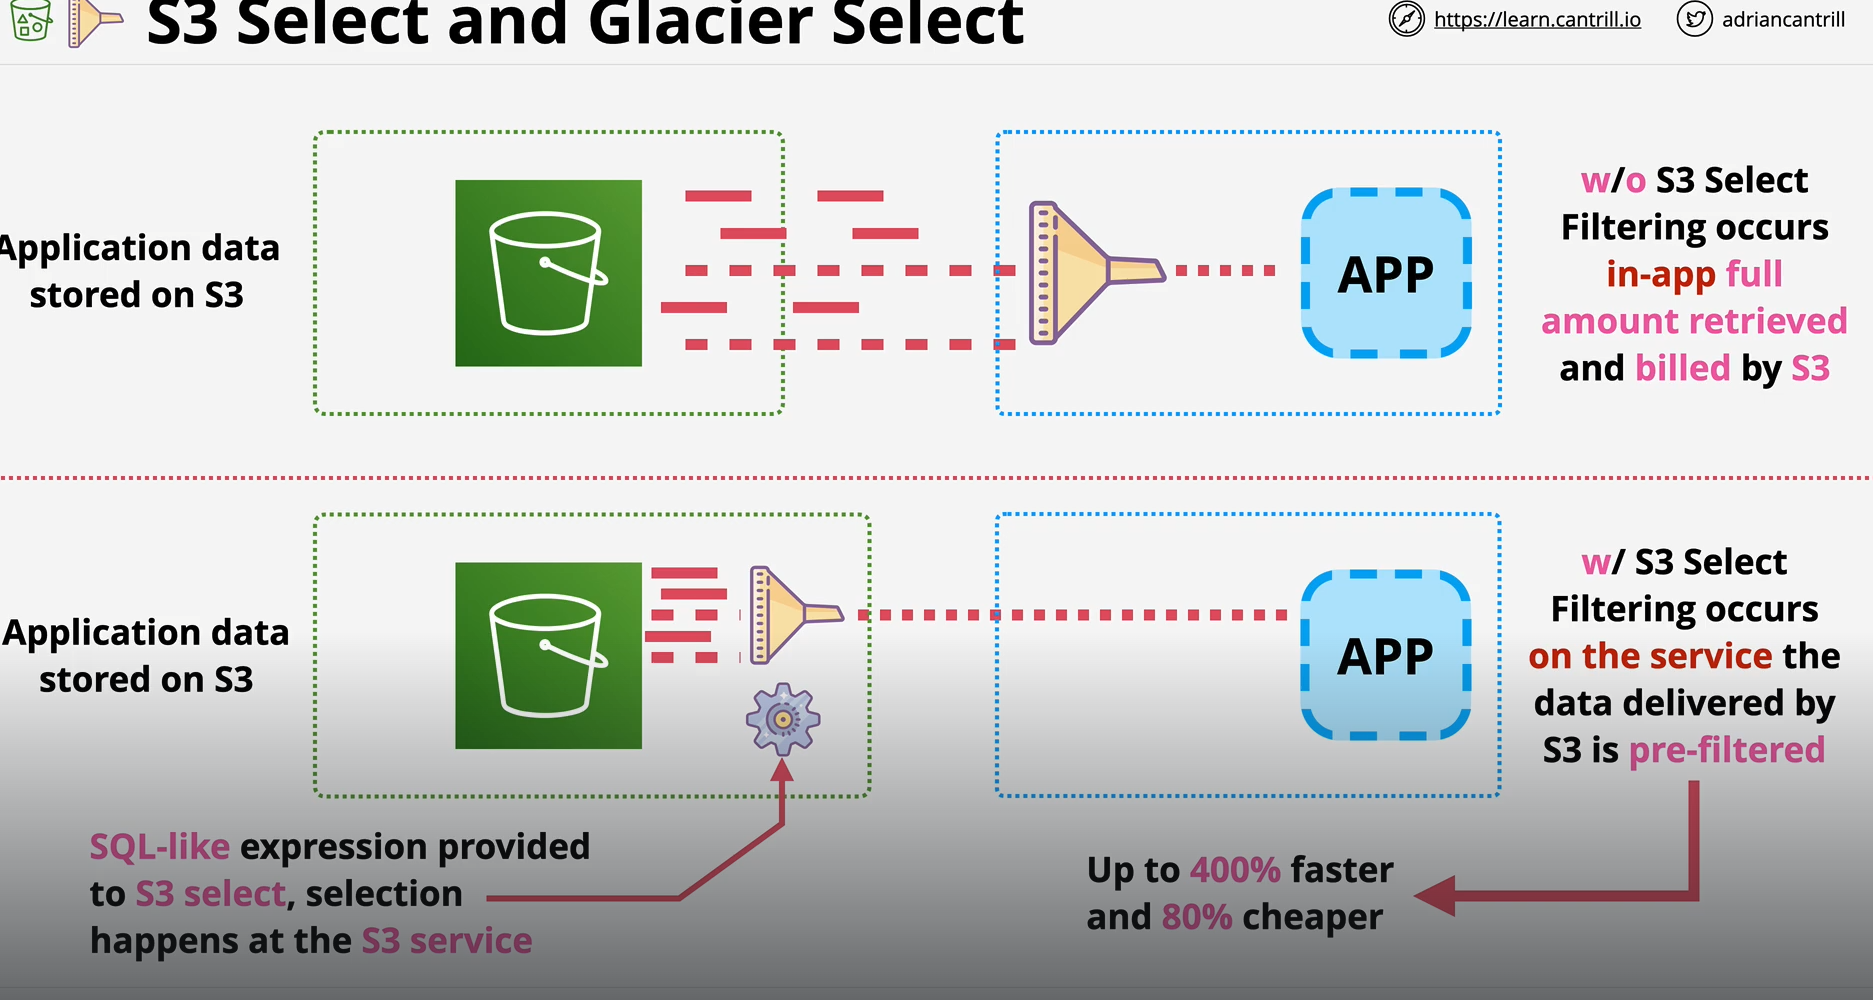 S3 Select and Glacier Select
https://learn.cantrill.io
adriancantrill
Application data
stored on S3
APP
w/o S3 Select
Filtering occurs
in-app full
amount retrieved
and billed by S3
Application data
stored on S3
APP
w/ S3 Select
Filtering occurs
on the service the
data delivered by
S3 is pre-filtered
SQL-like expression provided
to S3 select, selection
happens at the S3 service
Up to 400% faster
and 80% cheaper